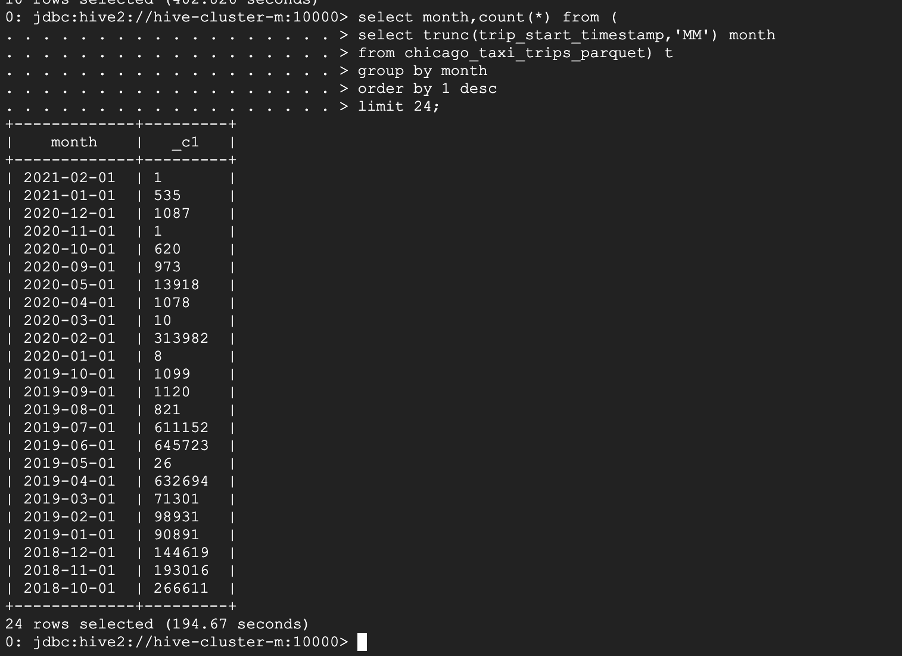 10 rows selected (402.020 seconds)
0: jdbc:hive2://hive-cluster-m:10000> select month,count(*) from (
. . . . . . . . . . . . . . . . . . > select trunc(trip_start_timestamp,'MM') month
. . . . . . . . . . . . . . . . . . > from chicago_taxi_trips_parquet) t
. . . . . . . . . . . . . . . . . . > group by month
. . . . . . . . . . . . . . . . . . > order by 1 desc
. . . . . . . . . . . . . . . . . . > limit 24;
+-------------+---------+
|    month    |   _c1   |
+-------------+---------+
| 2021-02-01  | 1       |
| 2021-01-01  | 535     |
| 2020-12-01  | 1087    |
| 2020-11-01  | 1       |
| 2020-10-01  | 620     |
| 2020-09-01  | 973     |
| 2020-05-01  | 13918   |
| 2020-04-01  | 1078    |
| 2020-03-01  | 10      |
| 2020-02-01  | 313982  |
| 2020-01-01  | 8       |
| 2019-10-01  | 1099    |
| 2019-09-01  | 1120    |
| 2019-08-01  | 821     |
| 2019-07-01  | 611152  |
| 2019-06-01  | 645723  |
| 2019-05-01  | 26      |
| 2019-04-01  | 632694  |
| 2019-03-01  | 71301   |
| 2019-02-01  | 98931   |
| 2019-01-01  | 90891   |
| 2018-12-01  | 144619  |
| 2018-11-01  | 193016  |
| 2018-10-01  | 266611  |
+-------------+---------+
24 rows selected (194.67 seconds)
0: jdbc:hive2://hive-cluster-m:10000>